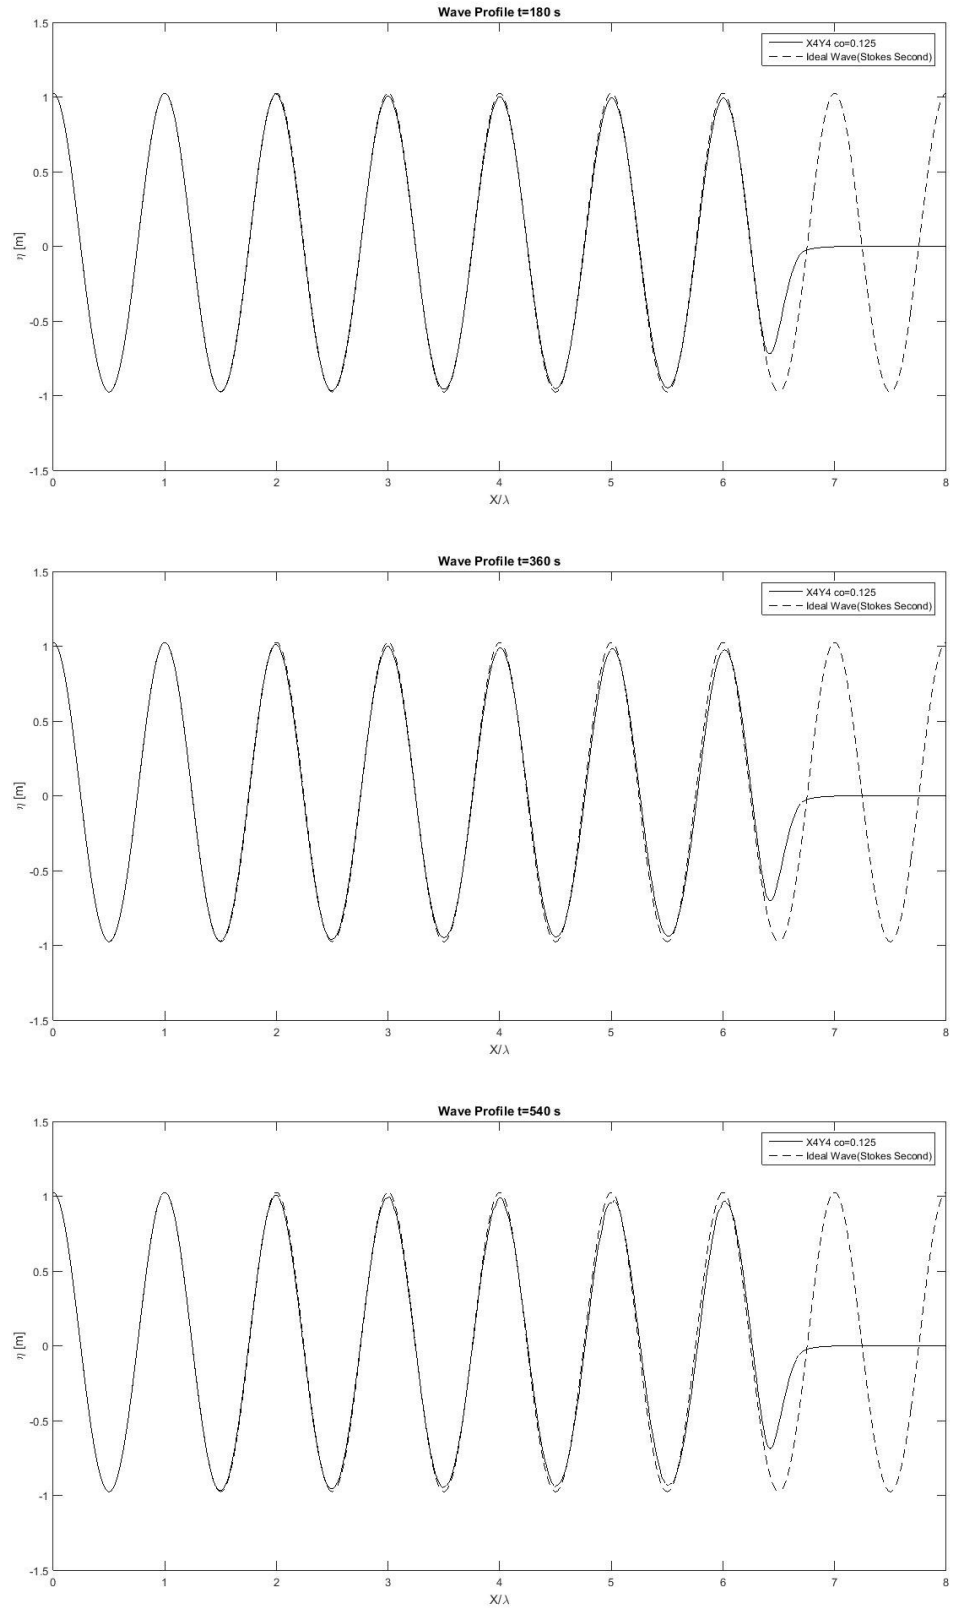 Wave Profile t=180 s
1.5
1
0.5
0
-0.5
-1
-1.5
η [m]
X4Y4 co=0.125
Ideal Wave(Stokes Second)
0 1 2 3 4 5 6 7 8
X/λ
Wave Profile t=360 s
1.5
1
0.5
0
-0.5
-1
-1.5
η [m]
X4Y4 co=0.125
Ideal Wave(Stokes Second)
0 1 2 3 4 5 6 7 8
X/λ
Wave Profile t=540 s
1.5
1
0.5
0
-0.5
-1
-1.5
η [m]
X4Y4 co=0.125
Ideal Wave(Stokes Second)
0 1 2 3 4 5 6 7 8
X/λ